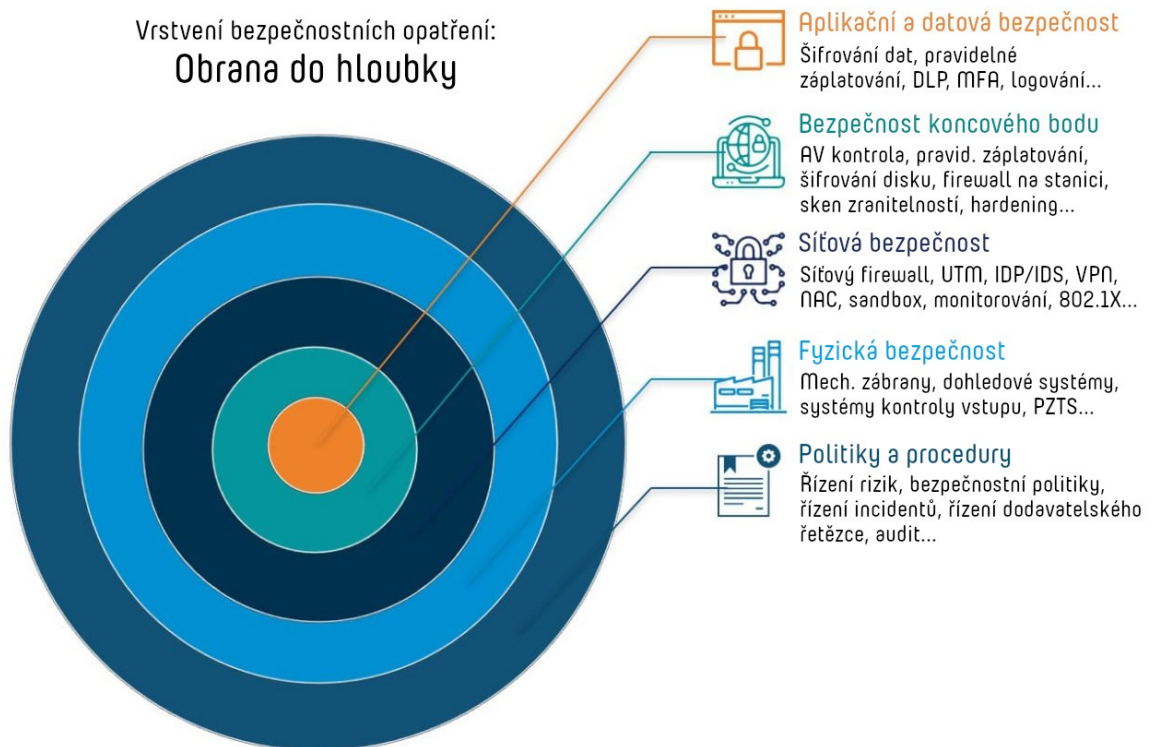 Vrstvení bezpečnostních opatření:
Obrana do hloubky
Aplikační a datová bezpečnost
Šifrování dat, pravidelné
záplatování, DLP, MFA, logování...
Bezpečnost koncového bodu
AV kontrola, pravid. záplatování,
šifrování disku, firewall na stanici,
sken zranitelností, hardening...
Síťová bezpečnost
Síťový firewall, UTM, IDP/IDS, VPN,
NAC, sandbox, monitorování, 802.1X...
Fyzická bezpečnost
Mech. zábrany, dohledové systémy,
systémy kontroly vstupu, PZTS...
Politiky a procedury
Řízení rizik, bezpečnostní politiky,
řízení incidentů, řízení dodavatelského
řetězce, audit...